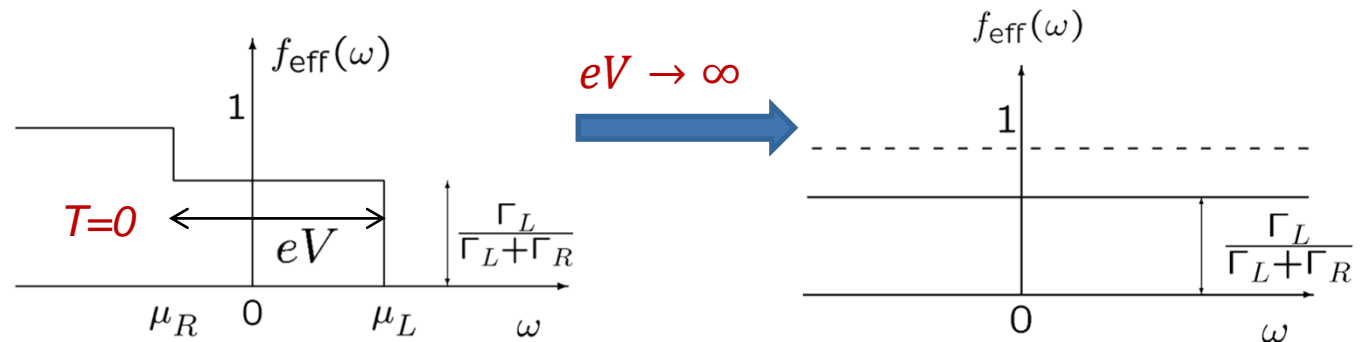 f_eff(ω)
1
T=0
eV
Γ_L
Γ_L+Γ_R
μ_R 0 μ_L ω
eV → ∞
f_eff(ω)
1
Γ_L
Γ_L+Γ_R
0 ω